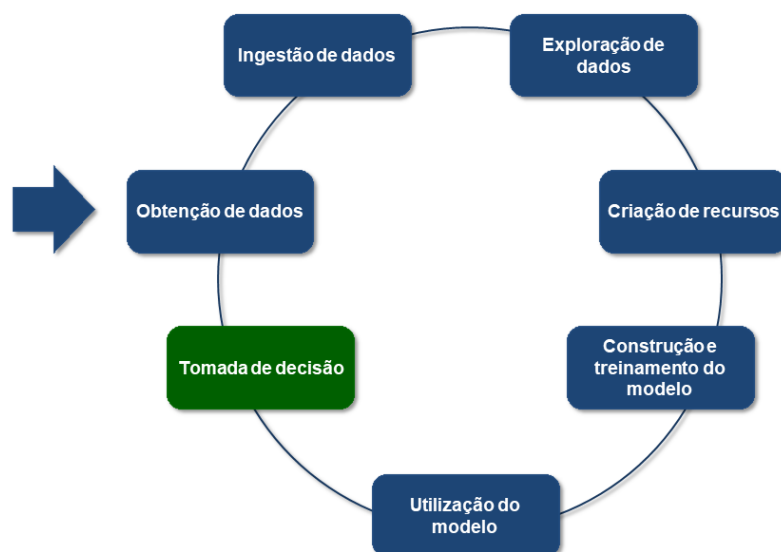 Ingestão de dados
Exploração de
dados
Obtenção de dados
Criação de recursos
Tomada de decisão
Construção e
treinamento do
modelo
Utilização do
modelo